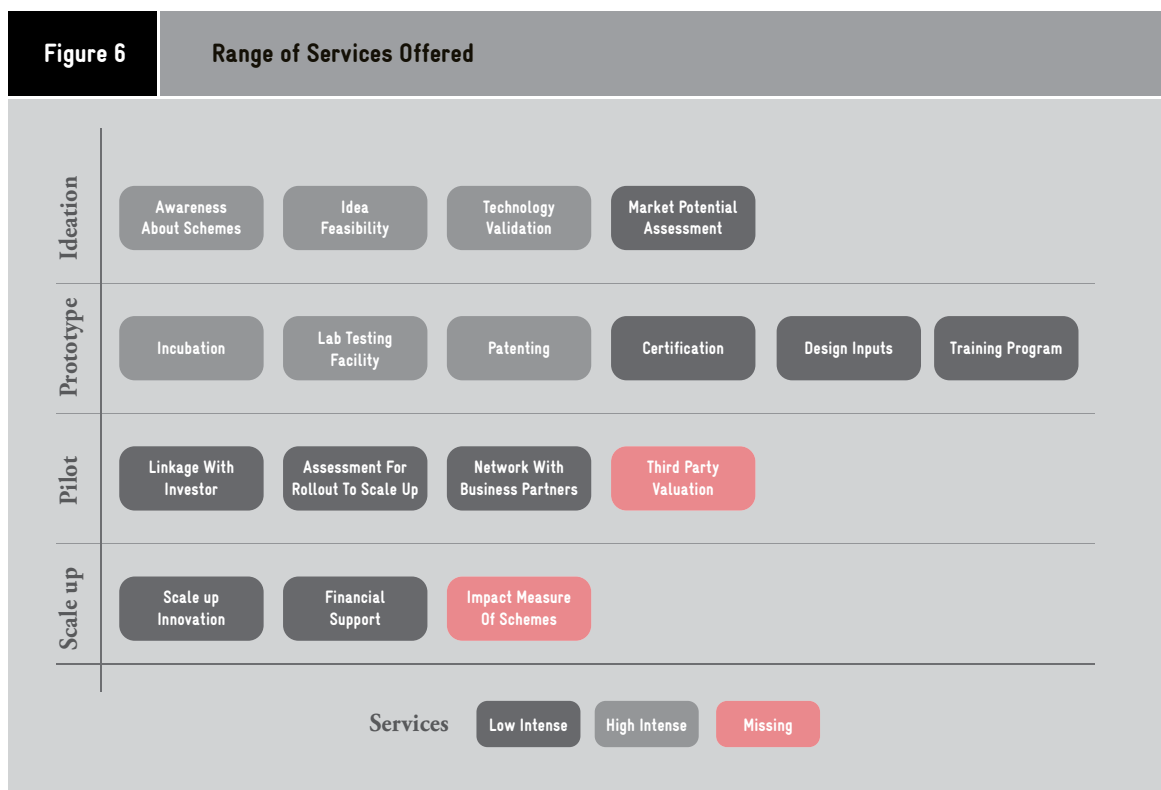 Figure 6
Range of Services Offered
Ideation
Awareness
About Schemes
Idea
Feasibility
Technology
Validation
Market Potential
Assessment
Prototype
Incubation
Lab Testing
Facility
Patenting
Certification
Design Inputs
Training Program
Pilot
Linkage With
Investor
Assessment For
Rollout To Scale Up
Network With
Business Partners
Third Party
Valuation
Scale up
Scale up
Innovation
Financial
Support
Impact Measure
Of Schemes
Services
Low Intense
High Intense
Missing